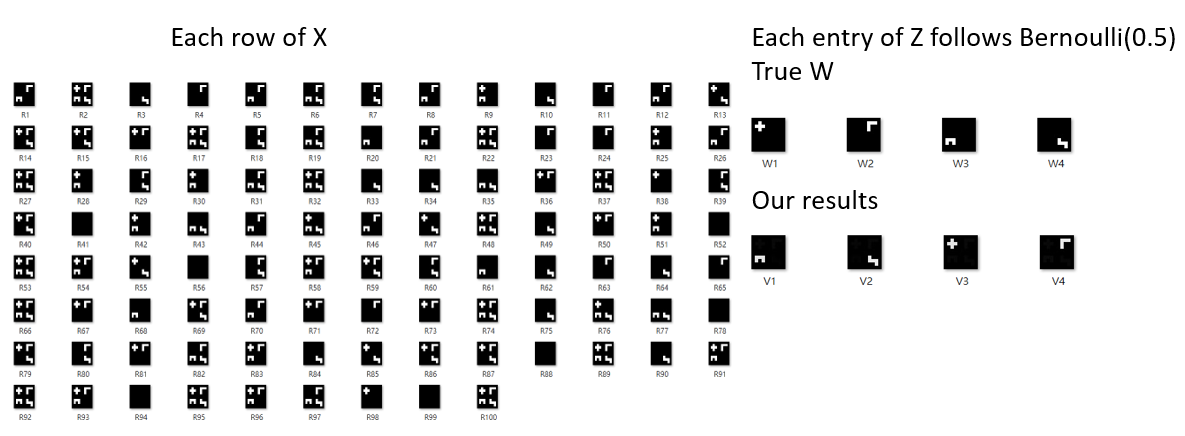 Each row of X
R1 R2 R3 R4 R5 R6 R7 R8 R9 R10 R11 R12 R13
R14 R15 R16 R17 R18 R19 R20 R21 R22 R23 R24 R25 R26
R27 R28 R29 R30 R31 R32 R33 R34 R35 R36 R37 R38 R39
R40 R41 R42 R43 R44 R45 R46 R47 R48 R49 R50 R51 R52
R53 R54 R55 R56 R57 R58 R59 R60 R61 R62 R63 R64 R65
R66 R67 R68 R69 R70 R71 R72 R73 R74 R75 R76 R77 R78
R79 R80 R81 R82 R83 R84 R85 R86 R87 R88 R89 R90 R91
R92 R93 R94 R95 R96 R97 R98 R99 R100
Each entry of Z follows Bernoulli(0.5)
True W
W1 W2 W3 W4
Our results
V1 V2 V3 V4